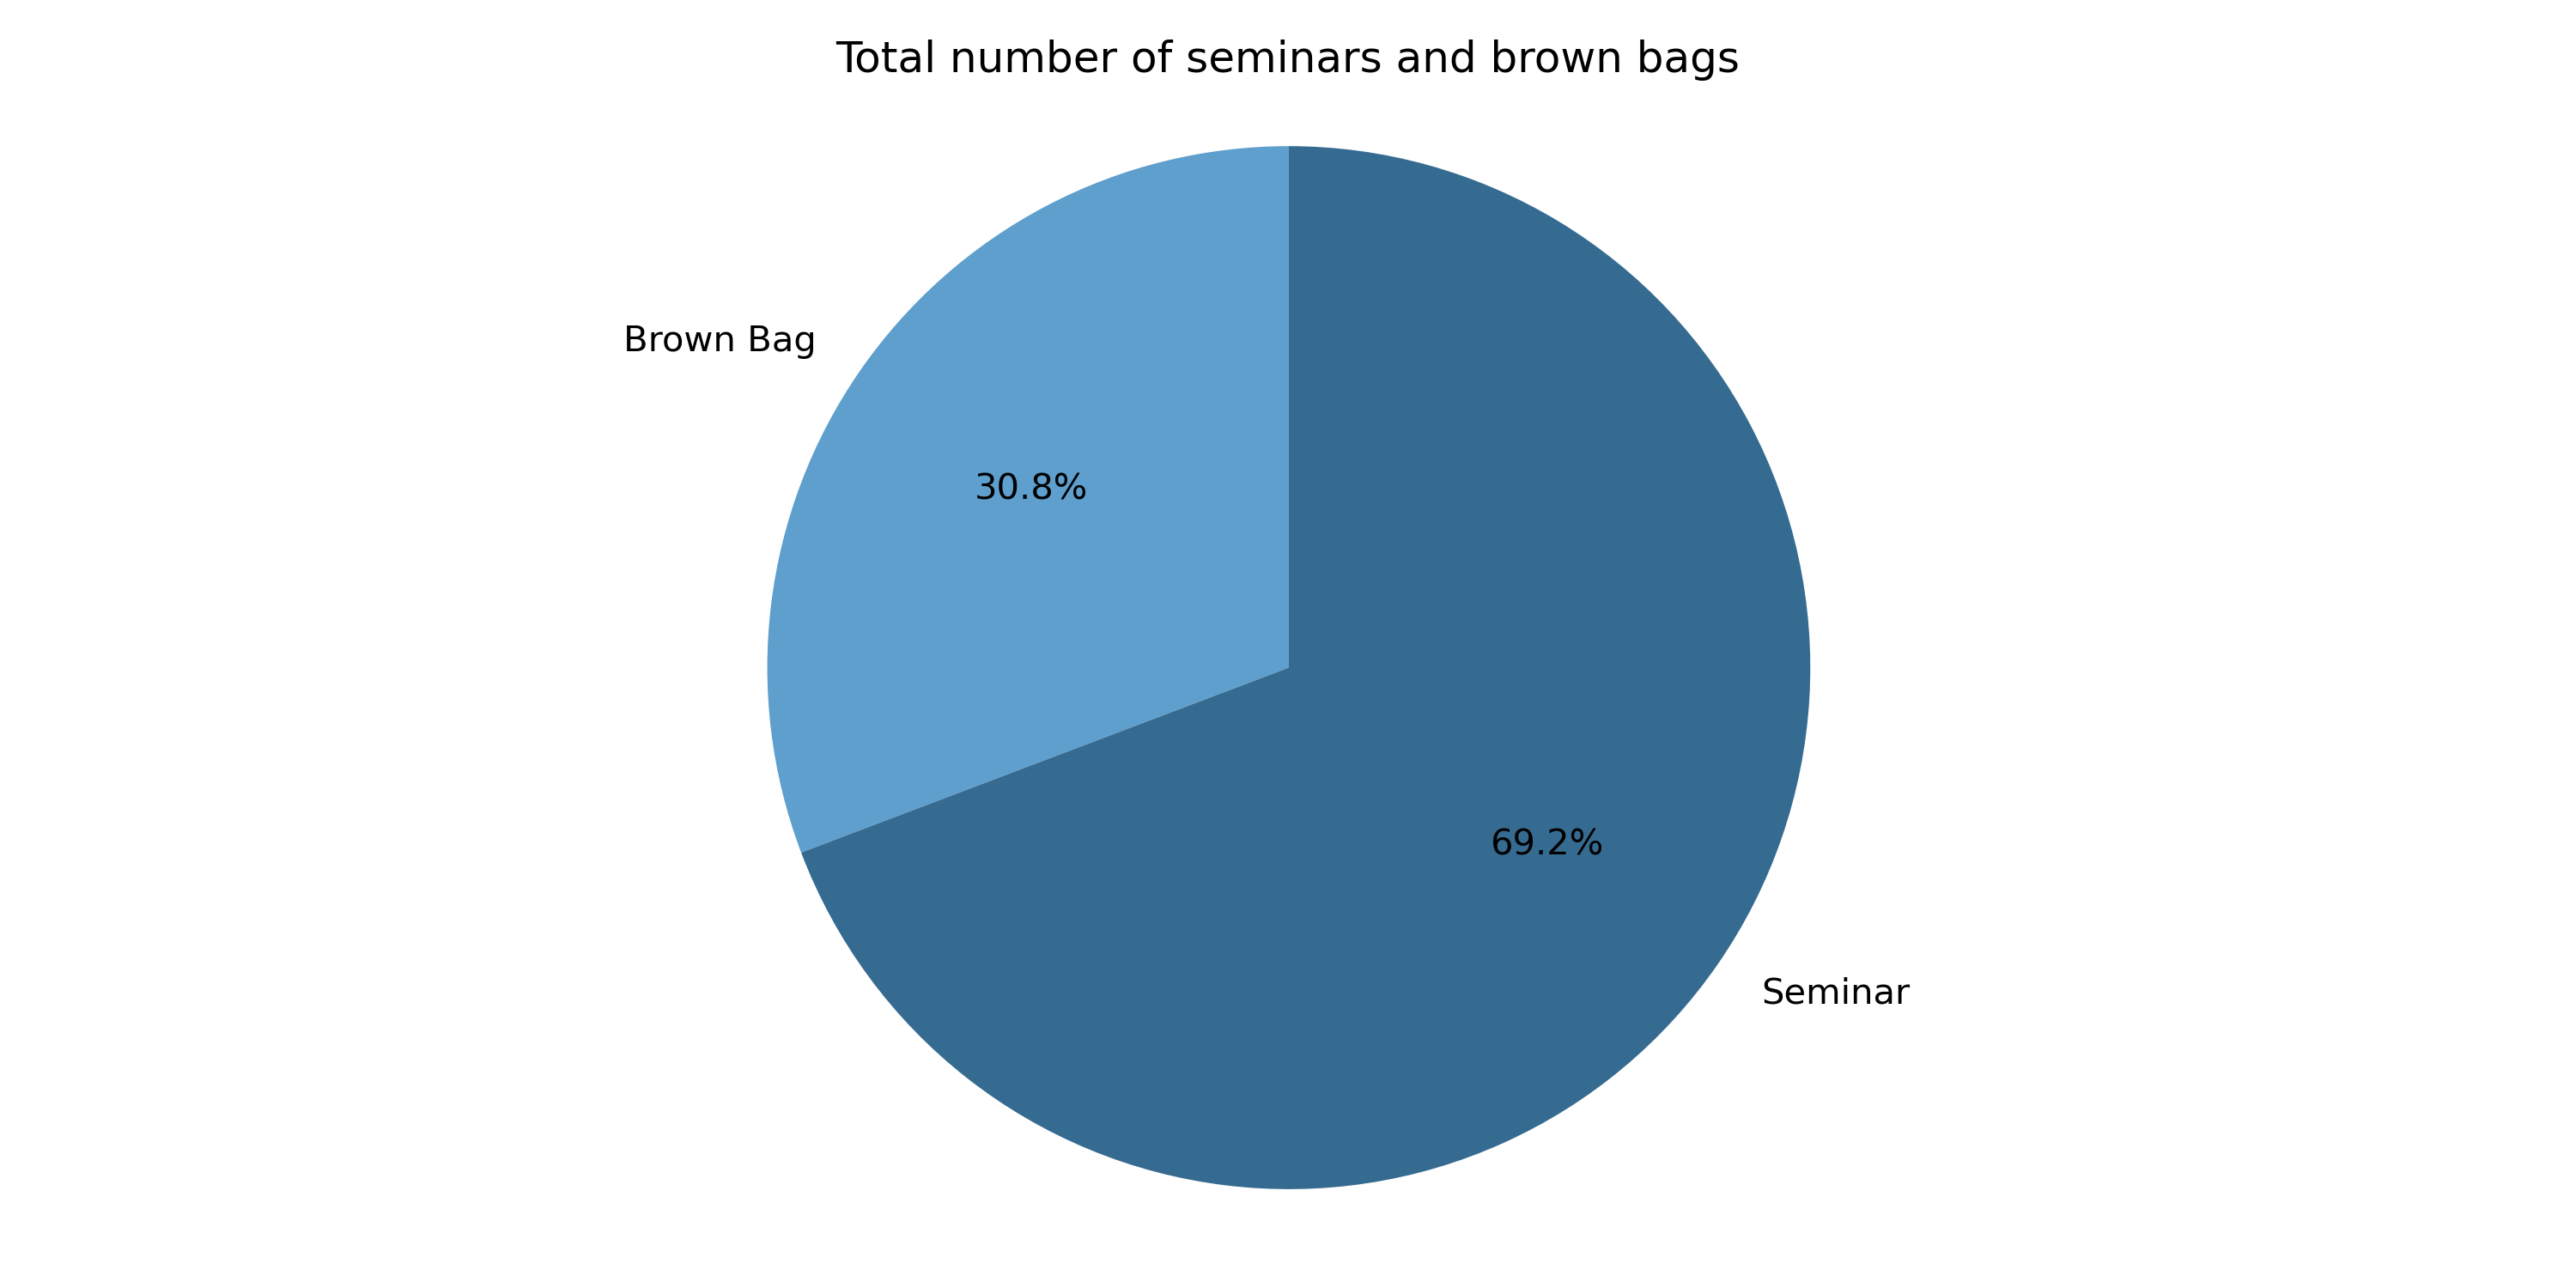 Total number of seminars and brown bags
Brown Bag
30.8%
69.2%
Seminar